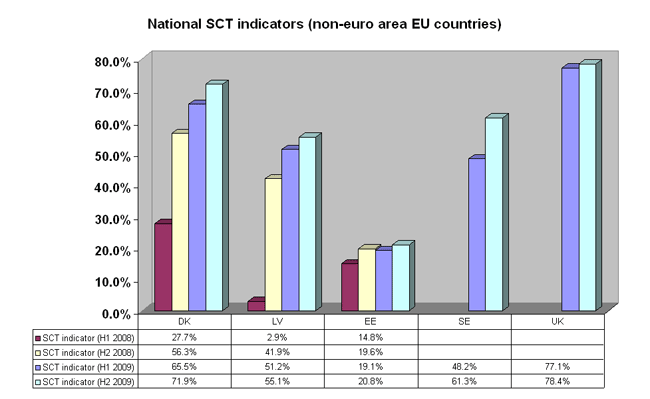 National SCT indicators (non-euro area EU countries)
80.0%
70.0%
60.0%
50.0%
40.0%
30.0%
20.0%
10.0%
0.0%
DK LV EE SE UK
SCT indicator (H1 2008) 27.7% 2.9% 14.8%
SCT indicator (H2 2008) 56.3% 41.9% 19.6%
SCT indicator (H1 2009) 65.5% 51.2% 19.1% 48.2% 77.1%
SCT indicator (H2 2009) 71.9% 55.1% 20.8% 61.3% 78.4%